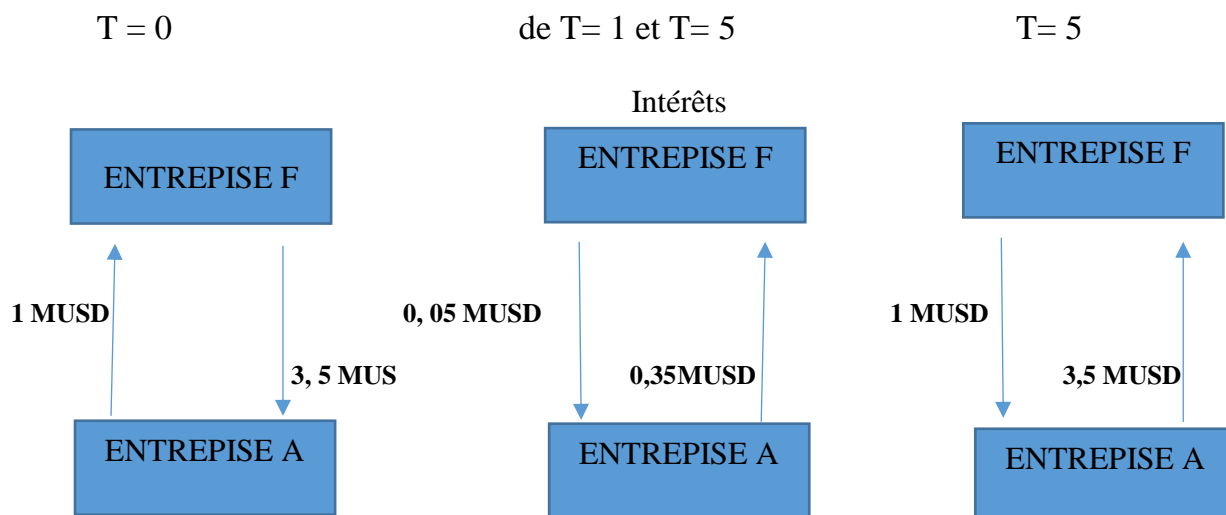 T = 0
de T= 1 et T= 5
T= 5
Intérêts
ENTREPISE F
ENTREPISE F
ENTREPISE F
1 MUSD
3, 5 MUS
0, 05 MUSD
0,35MUSD
1 MUSD
3,5 MUSD
ENTREPISE A
ENTREPISE A
ENTREPISE A